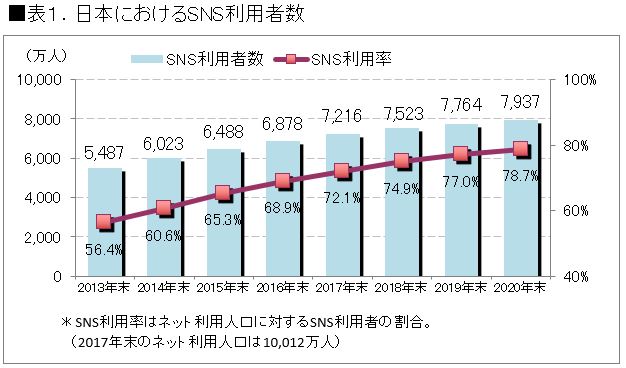 ■表1．日本におけるSNS利用者数
(万人)
SNS利用者数 SNS利用率
10,000 8,000 6,000 4,000 2,000 0
100% 80% 60% 40%
5,487 6,023 6,488 6,878 7,216 7,523 7,764 7,937
56.4% 60.6% 65.3% 68.9% 72.1% 74.9% 77.0% 78.7%
2013年末 2014年末 2015年末 2016年末 2017年末 2018年末 2019年末 2020年末
＊SNS利用率はネット利用人口に対するSNS利用者の割合。
（2017年末のネット利用人口は10,012万人）